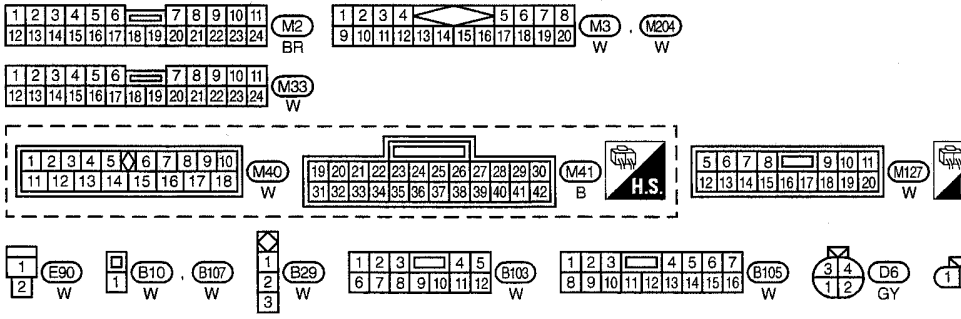 1 2 3 4 5 6 7 8 9 10 11
12 13 14 15 16 17 18 19 20 21 22 23 24
M2
BR
1 2 3 4 5 6 7 8
9 10 11 12 13 14 15 16 17 18 19 20
M3 , M204
W W
1 2 3 4 5 6 7 8 9 10 11
12 13 14 15 16 17 18 19 20 21 22 23 24
M33
W
1 2 3 4 5 6 7 8 9 10
11 12 13 14 15 16 17 18
M40
W
19 20 21 22 23 24 25 26 27 28 29 30
31 32 33 34 35 36 37 38 39 40 41 42
M41
B
H.S.
5 6 7 8 9 10 11
12 13 14 15 16 17 18 19 20
M127
W
1
2
E90
W
1
B10 , B107
W W
1
2
3
B29
W
1 2 3 4 5
6 7 8 9 10 11 12
B103
W
1 2 3 4 5 6 7
8 9 10 11 12 13 14 15 16
B105
W
3 4
1 2
D6
GY
1